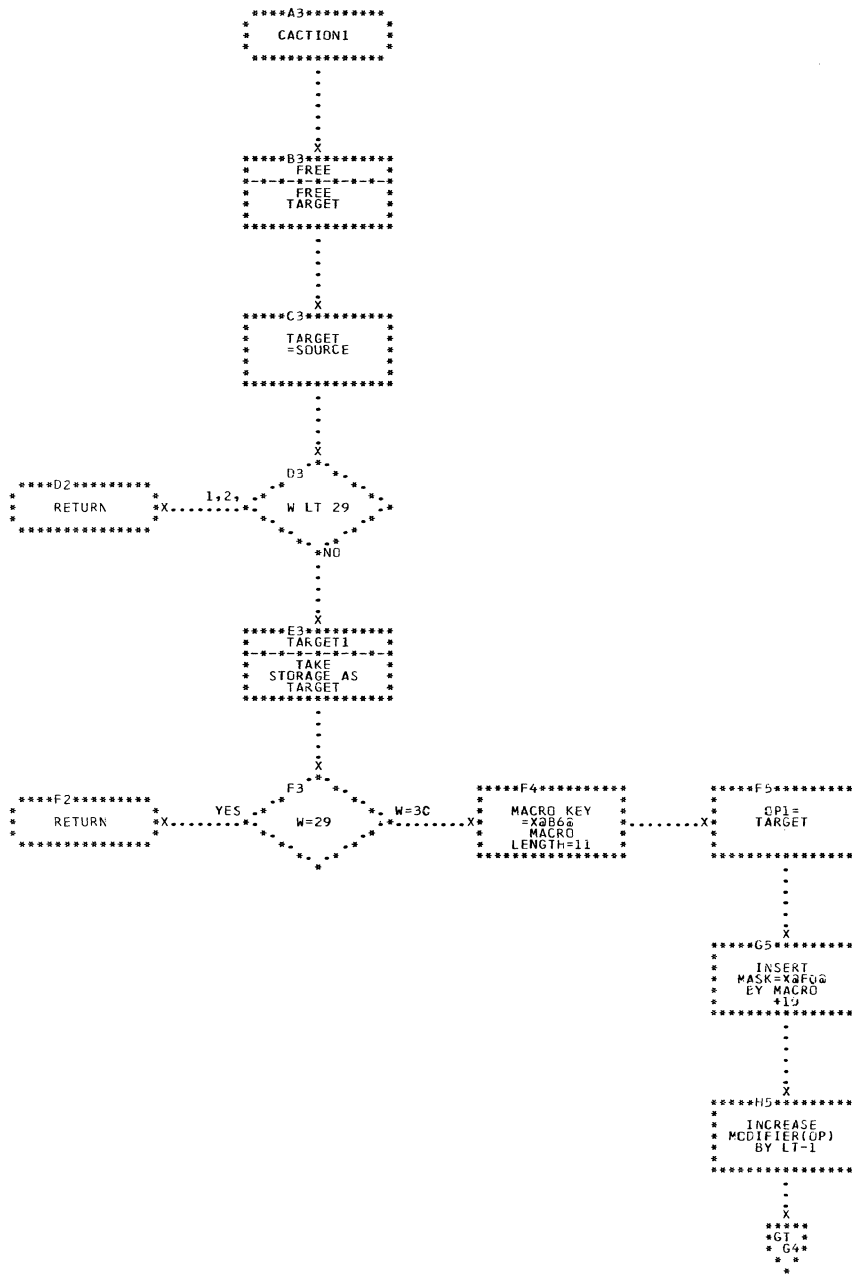 A3
CACTION1
B3
FREE
FREE
TARGET
C3
TARGET
=SOURCE
D3
D2
RETURN
1,2,
W LT 29
NO
E3
TARGET1
TAKE
STORAGE AS
TARGET
F2
RETURN
YES
F3
W=29
W=30
F4
MACRO KEY
=X@B6@
MACRO
LENGTH=11
F5
OP1=
TARGET
G5
INSERT
MASK=X@F0@
BY MACRO
+10
H5
INCREASE
MODIFIER(OP)
BY LT-1
GT
G4